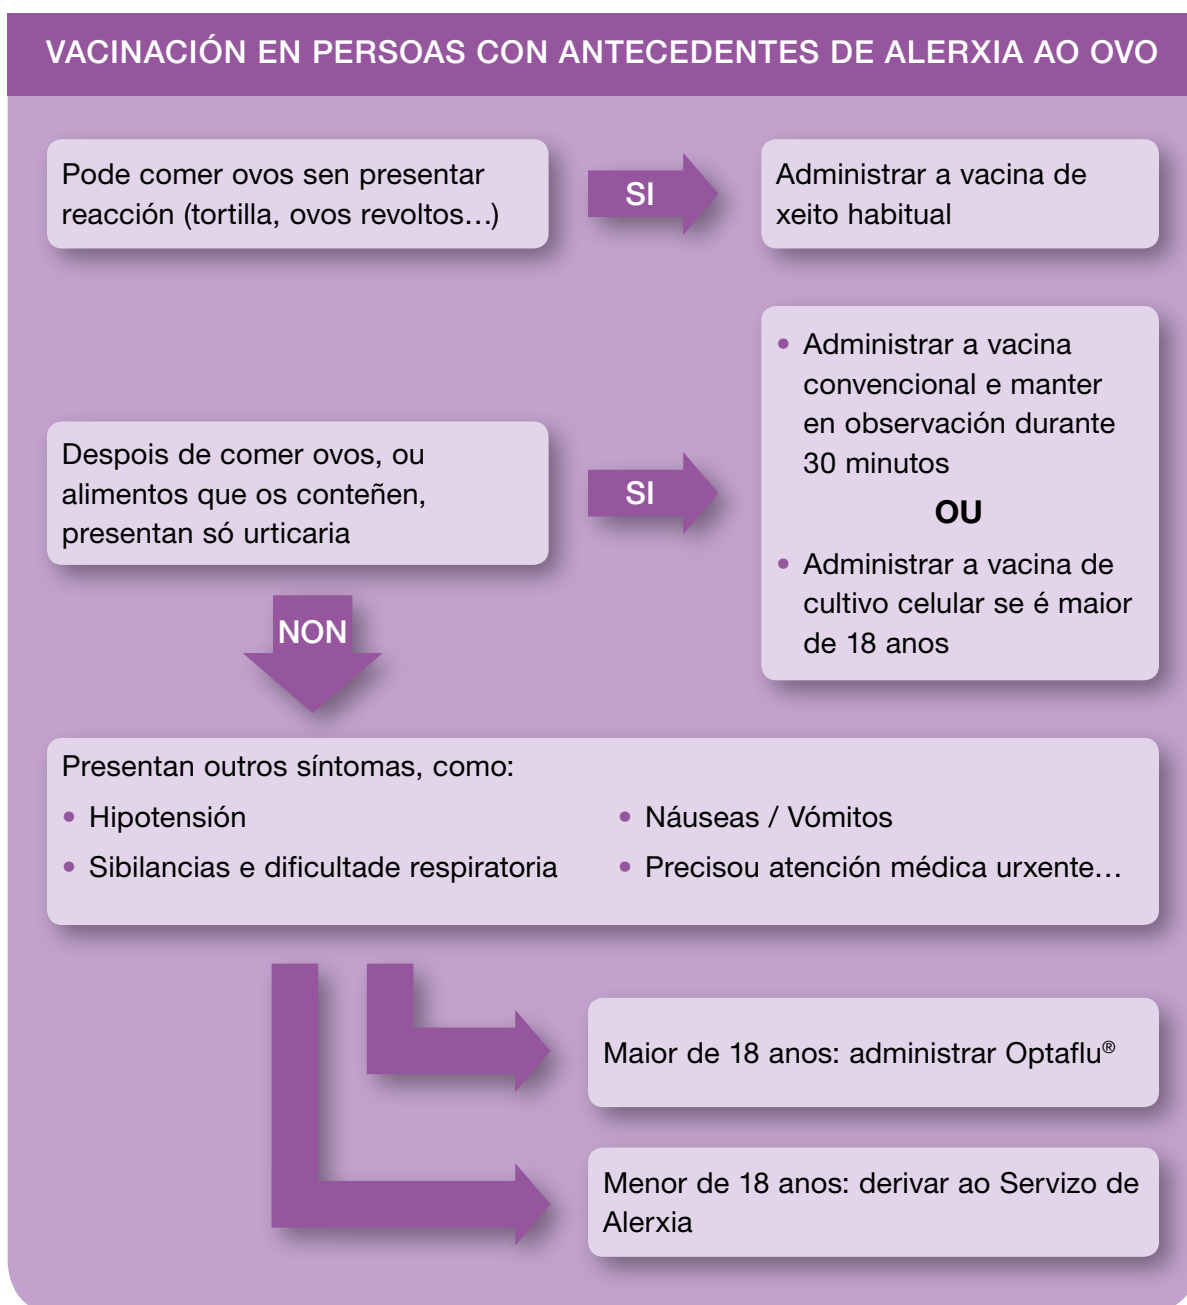 VACINACIÓN EN PERSOAS CON ANTECEDENTES DE ALERXIA AO OVO
Pode comer ovos sen presentar
reacción (tortilla, ovos revoltos…)
SI
Administrar a vacina de
xeito habitual
Despois de comer ovos, ou
alimentos que os conteñen,
presentan só urticaria
SI
• Administrar a vacina
convencional e manter
en observación durante
30 minutos
OU
• Administrar a vacina de
cultivo celular se é maior
de 18 anos
NON
Presentan outros síntomas, como:
• Hipotensión
• Sibilancias e dificultade respiratoria
• Náuseas / Vómitos
• Precisou atención médica urxente…
Maior de 18 anos: administrar Optaflu®
Menor de 18 anos: derivar ao Servizo de
Alerxia